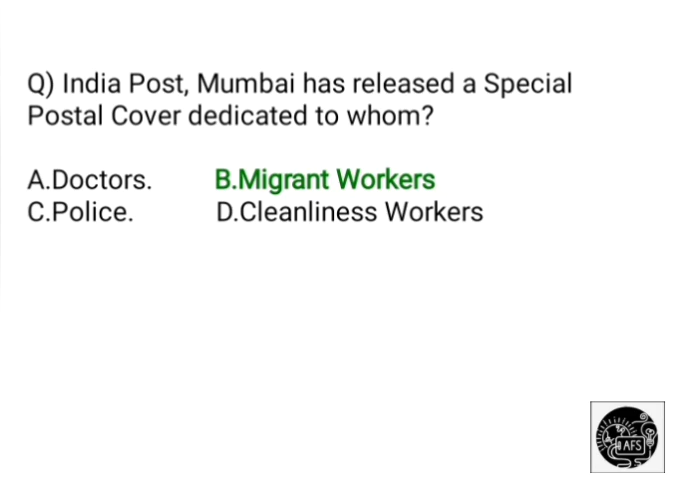 Q) India Post, Mumbai has released a Special
Postal Cover dedicated to whom?
A.Doctors. B.Migrant Workers
C.Police. D.Cleanliness Workers
AFS